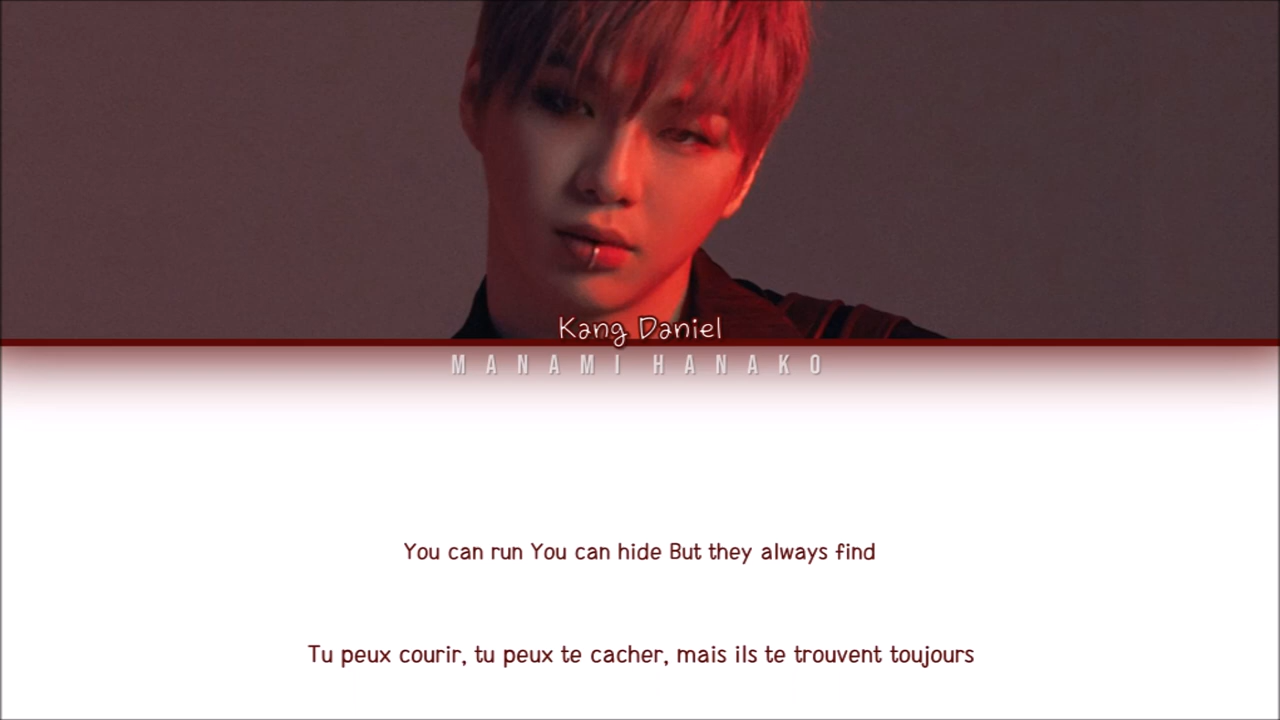 Kang Daniel
MANAMI HANAKO
You can run You can hide But they always find
Tu peux courir, tu peux te cacher, mais ils te trouvent toujours